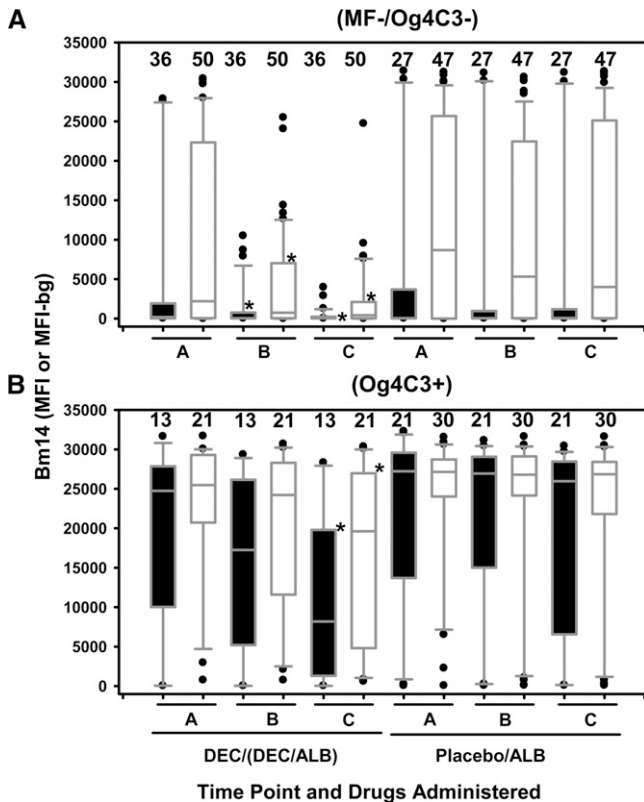 A
(MF-/Og4C3-)
36 50 36 50 36 50 27 47 27 47 27 47
35000
30000
25000
20000
15000
10000
5000
0
* * * *
A B C A B C
B
(Og4C3+)
13 21 13 21 13 21 21 30 21 30 21 30
35000
30000
25000
20000
15000
10000
5000
0
* *
A B C A B C
DEC/(DEC/ALB) Placebo/ALB
Time Point and Drugs Administered
Bm14 (MFI or MFI-bg)